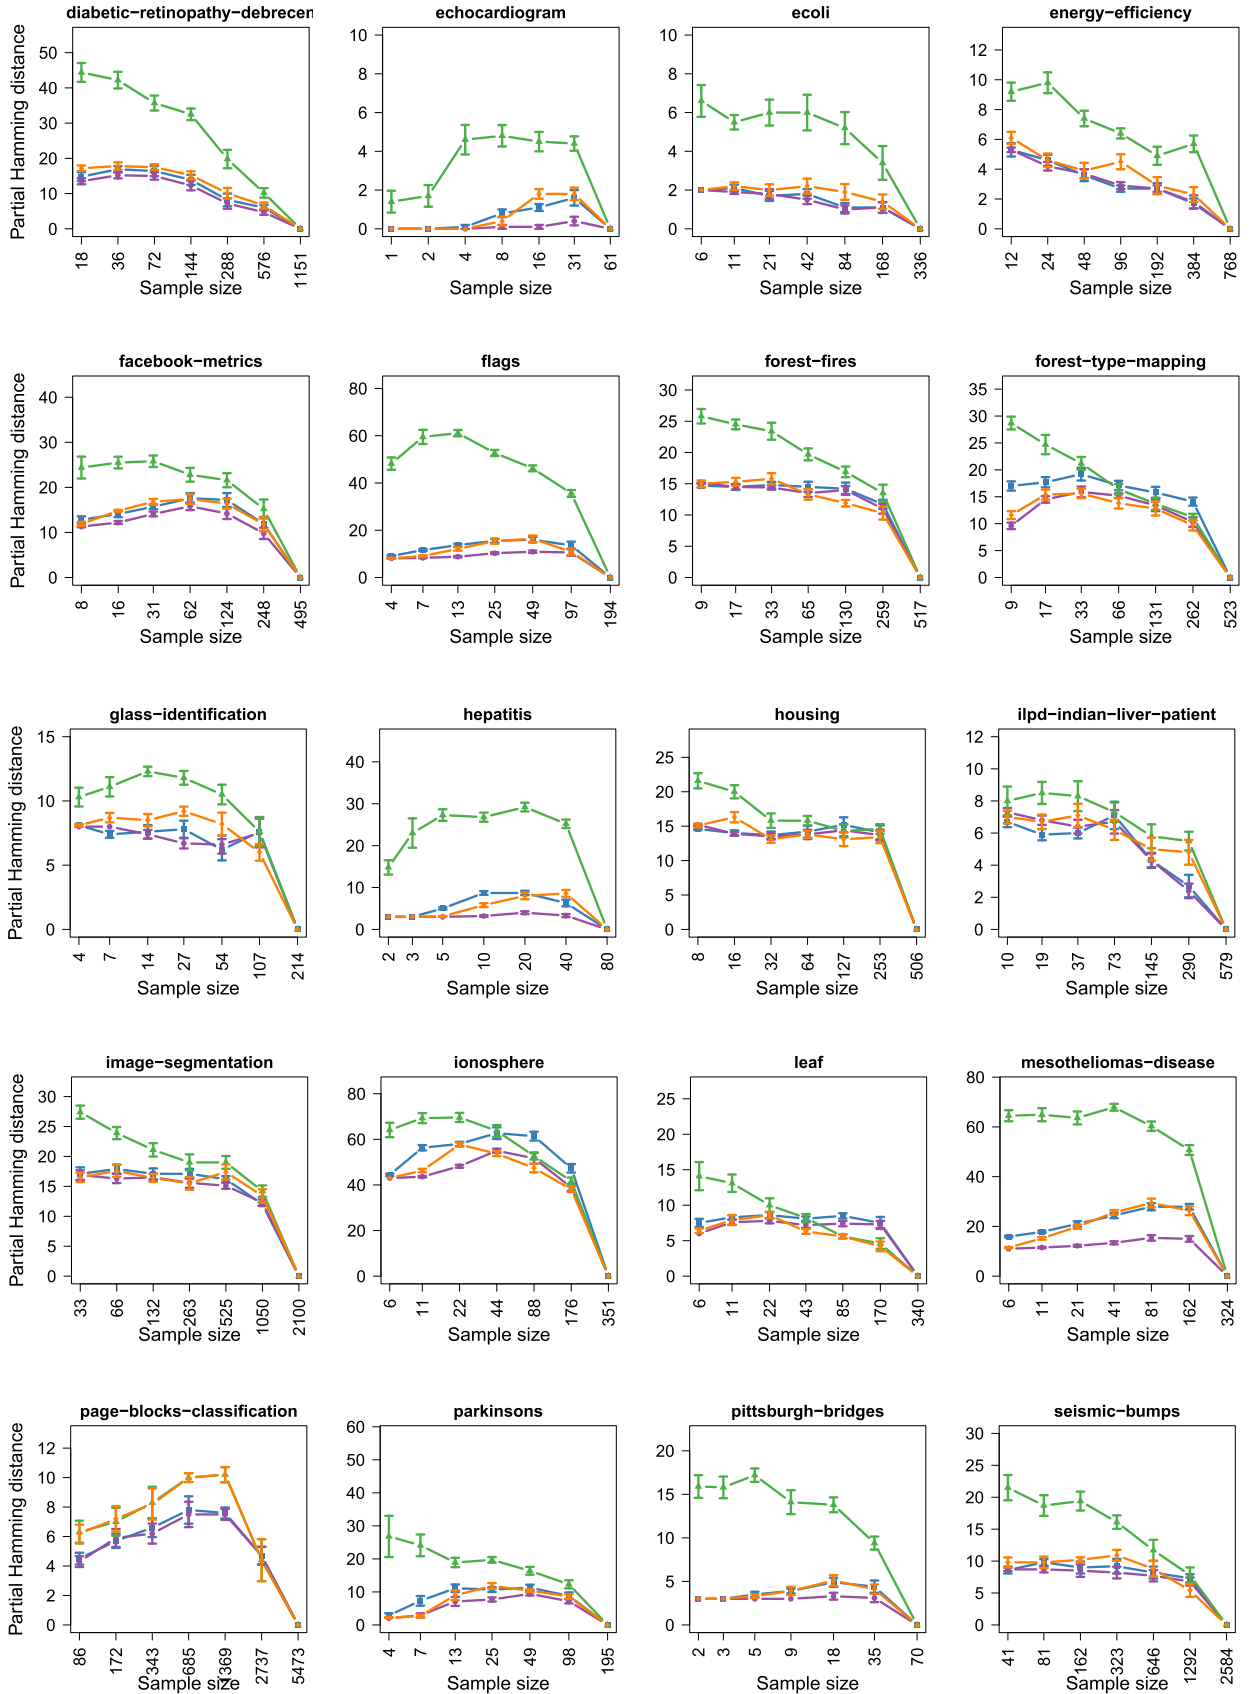 diabetic−retinopathy−debrecen echocardiogram ecoli energy−efficiency
Partial Hamming distance
0 10 20 30 40 50
0 2 4 6 8 10
0 2 4 6 8 10
0 2 4 6 8 10 12
18 36 72 144 288 576 1151
1 2 4 8 16 31 61
6 11 21 42 84 168 336
12 24 48 96 192 384 768
Sample size Sample size Sample size Sample size
facebook−metrics flags forest−fires forest−type−mapping
Partial Hamming distance
0 10 20 30 40
0 20 40 60 80
0 5 10 15 20 25 30
0 5 10 15 20 25 30 35
8 16 31 62 124 248 495
4 7 13 25 49 97 194
9 17 33 65 130 259 517
9 17 33 66 131 262 523
Sample size Sample size Sample size Sample size
glass−identification hepatitis housing ilpd−indian−liver−patient
Partial Hamming distance
0 5 10 15
0 10 20 30 40
0 5 10 15 20 25
0 2 4 6 8 10 12
4 7 14 27 54 107 214
2 3 5 10 20 40 80
8 16 32 64 127 253 506
10 19 37 73 145 290 579
Sample size Sample size Sample size Sample size
image−segmentation ionosphere leaf mesotheliomas−disease
Partial Hamming distance
0 5 10 15 20 25 30
0 20 40 60 80
0 5 10 15 20 25
0 20 40 60 80
33 66 132 263 525 1050 2100
6 11 22 44 88 176 351
6 11 22 43 85 170 340
6 11 21 41 81 162 324
Sample size Sample size Sample size Sample size
page−blocks−classification parkinsons pittsburgh−bridges seismic−bumps
Partial Hamming distance
0 2 4 6 8 10 12
0 10 20 30 40 50 60
0 5 10 15 20
0 5 10 15 20 25 30
86 172 343 685 1369 2737 5473
4 7 13 25 49 98 195
2 3 5 9 18 35 70
41 81 162 323 646 1292 2584
Sample size Sample size Sample size Sample size